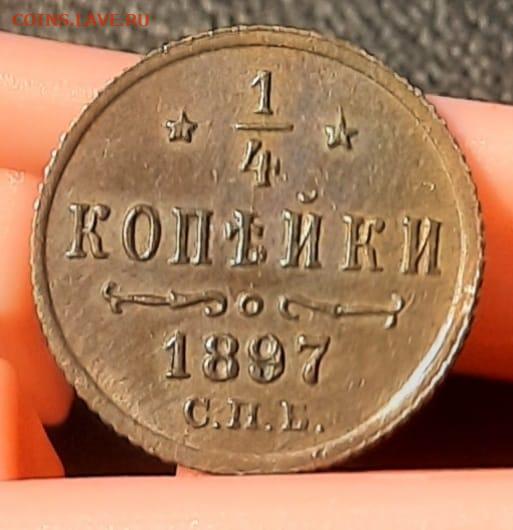 COINS.LAVE.RU
★ 1/4 ★
КОПѢЙКИ
1897
С.П.Б.